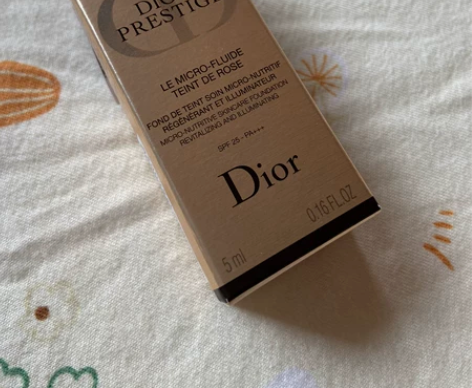 DIOR
PRESTIGE
LE MICRO-FLUIDE
TEINT DE ROSE
FOND DE TEINT SOIN MICRO-NUTRITIF
RÉGÉNÉRANT ET ILLUMINATEUR
MICRO-NUTRITIVE SKINCARE FOUNDATION
REVITALIZING AND ILLUMINATING
SPF 25 - PA+++
Dior
5 ml
0.16 FL.OZ